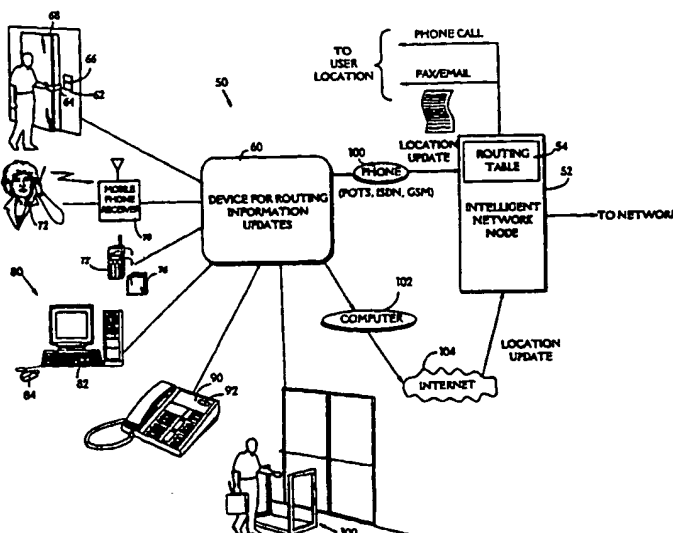 68
66
64
62
50
TO
USER
LOCATION
PHONE CALL
FAX/EMAIL
LOCATION
UPDATE
60
DEVICE FOR ROUTING
INFORMATION
UPDATES
100
PHONE
(POTS, ISDN, GSM)
ROUTING
TABLE
54
52
INTELLIGENT
NETWORK
NODE
TO NETWORK
72
MOBILE
PHONE
RECEIVER
77
76
80
82
84
90
92
102
COMPUTER
104
INTERNET
LOCATION
UPDATE